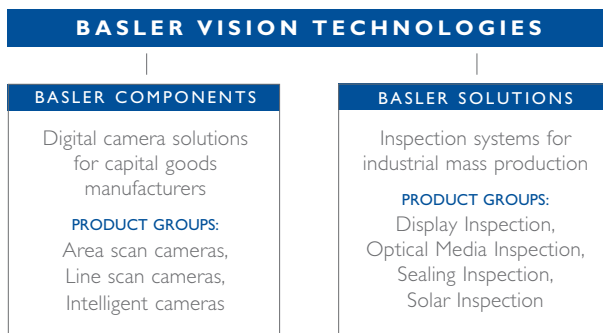 BASLER VISION TECHNOLOGIES
BASLER COMPONENTS
Digital camera solutions
for capital goods
manufacturers
PRODUCT GROUPS:
Area scan cameras,
Line scan cameras,
Intelligent cameras
BASLER SOLUTIONS
Inspection systems for
industrial mass production
PRODUCT GROUPS:
Display Inspection,
Optical Media Inspection,
Sealing Inspection,
Solar Inspection